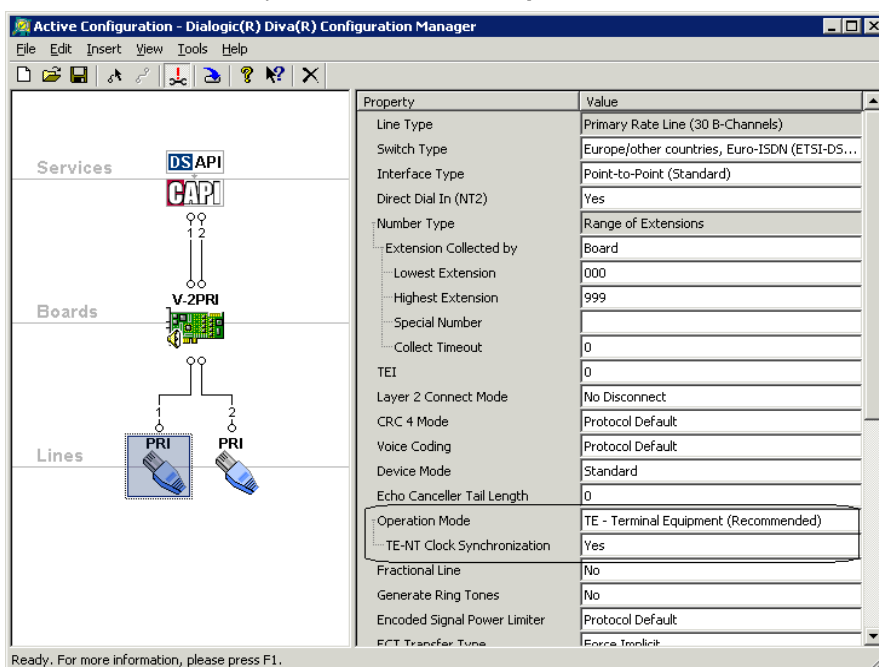 Active Configuration - Dialogic(R) Diva(R) Configuration Manager
File Edit Insert View Tools Help
Property Value
Line Type Primary Rate Line (30 B-Channels)
Switch Type Europe/other countries, Euro-ISDN (ETSI-DS...
Interface Type Point-to-Point (Standard)
Direct Dial In (NT2) Yes
Number Type Range of Extensions
Extension Collected by Board
Lowest Extension 000
Highest Extension 999
Special Number
Collect Timeout 0
TEI 0
Layer 2 Connect Mode No Disconnect
CRC 4 Mode Protocol Default
Voice Coding Protocol Default
Device Mode Standard
Echo Canceller Tail Length 0
Operation Mode TE - Terminal Equipment (Recommended)
TE-NT Clock Synchronization Yes
Fractional Line No
Generate Ring Tones No
Encoded Signal Power Limiter Protocol Default
ECT Transfer Type Force Implicit
Services
DSAPI
CAPI
1 2
Boards
V-2PRI
1 2
Lines
PRI PRI
Ready. For more information, please press F1.